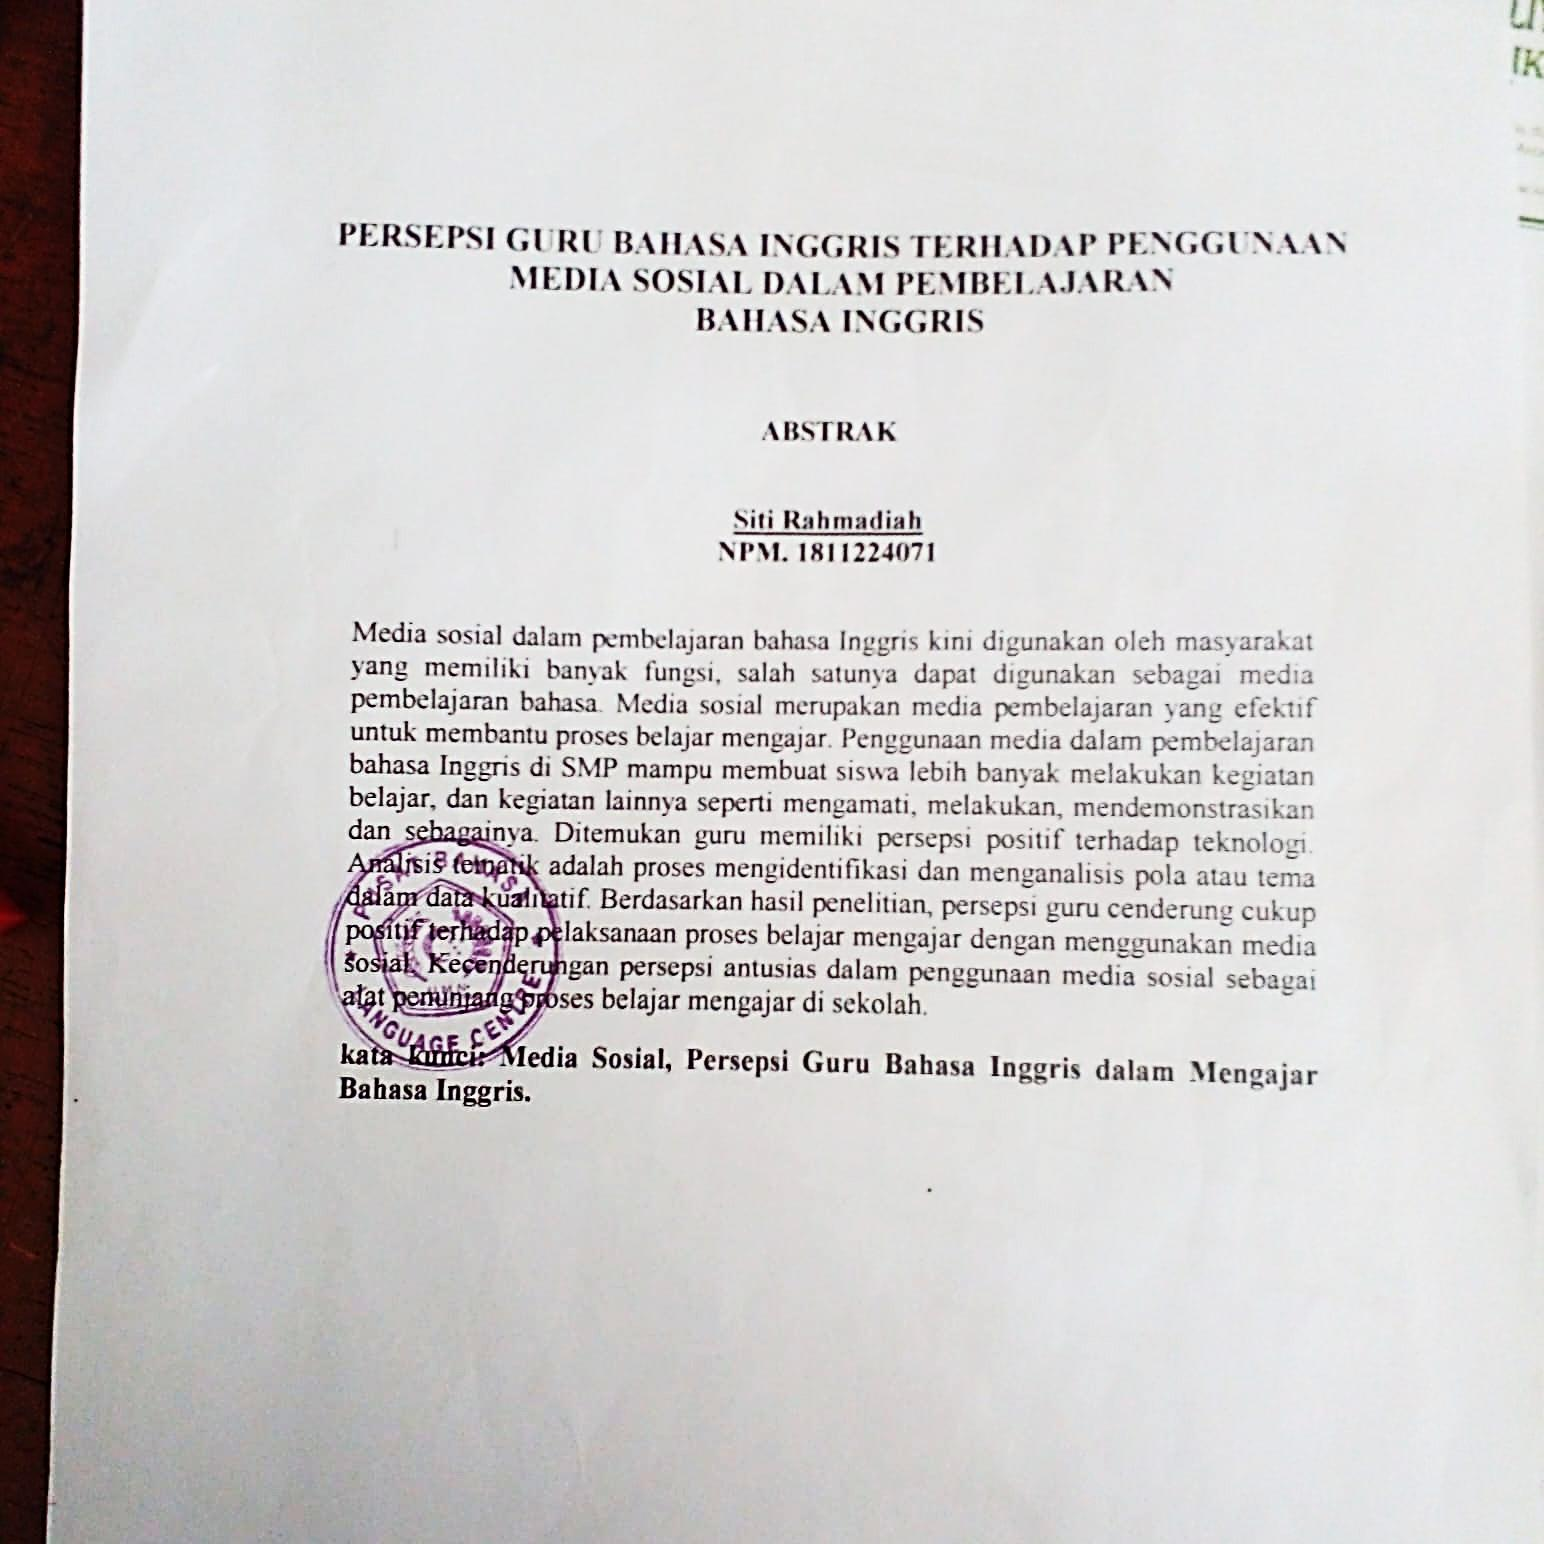 PERSEPSI GURU BAHASA INGGRIS TERHADAP PENGGUNAAN
MEDIA SOSIAL DALAM PEMBELAJARAN
BAHASA INGGRIS
ABSTRAK
Siti Rahmadiah
NPM. 1811224071
Media sosial dalam pembelajaran bahasa Inggris kini digunakan oleh masyarakat
yang memiliki banyak fungsi, salah satunya dapat digunakan sebagai media
pembelajaran bahasa. Media sosial merupakan media pembelajaran yang efektif
untuk membantu proses belajar mengajar. Penggunaan media dalam pembelajaran
bahasa Inggris di SMP mampu membuat siswa lebih banyak melakukan kegiatan
belajar, dan kegiatan lainnya seperti mengamati, melakukan, mendemonstrasikan
dan sebagainya. Ditemukan guru memiliki persepsi positif terhadap teknologi.
Analisis tematik adalah proses mengidentifikasi dan menganalisis pola atau tema
dalam data kualitatif. Berdasarkan hasil penelitian, persepsi guru cenderung cukup
positif terhadap pelaksanaan proses belajar mengajar dengan menggunakan media
sosial. Kecenderungan persepsi antusias dalam penggunaan media sosial sebagai
alat penunjang proses belajar mengajar di sekolah.
kata kunci: Media Sosial, Persepsi Guru Bahasa Inggris dalam Mengajar
Bahasa Inggris.
PUSAT BAHASA
UMN
LANGUAGE CENTRE
IK